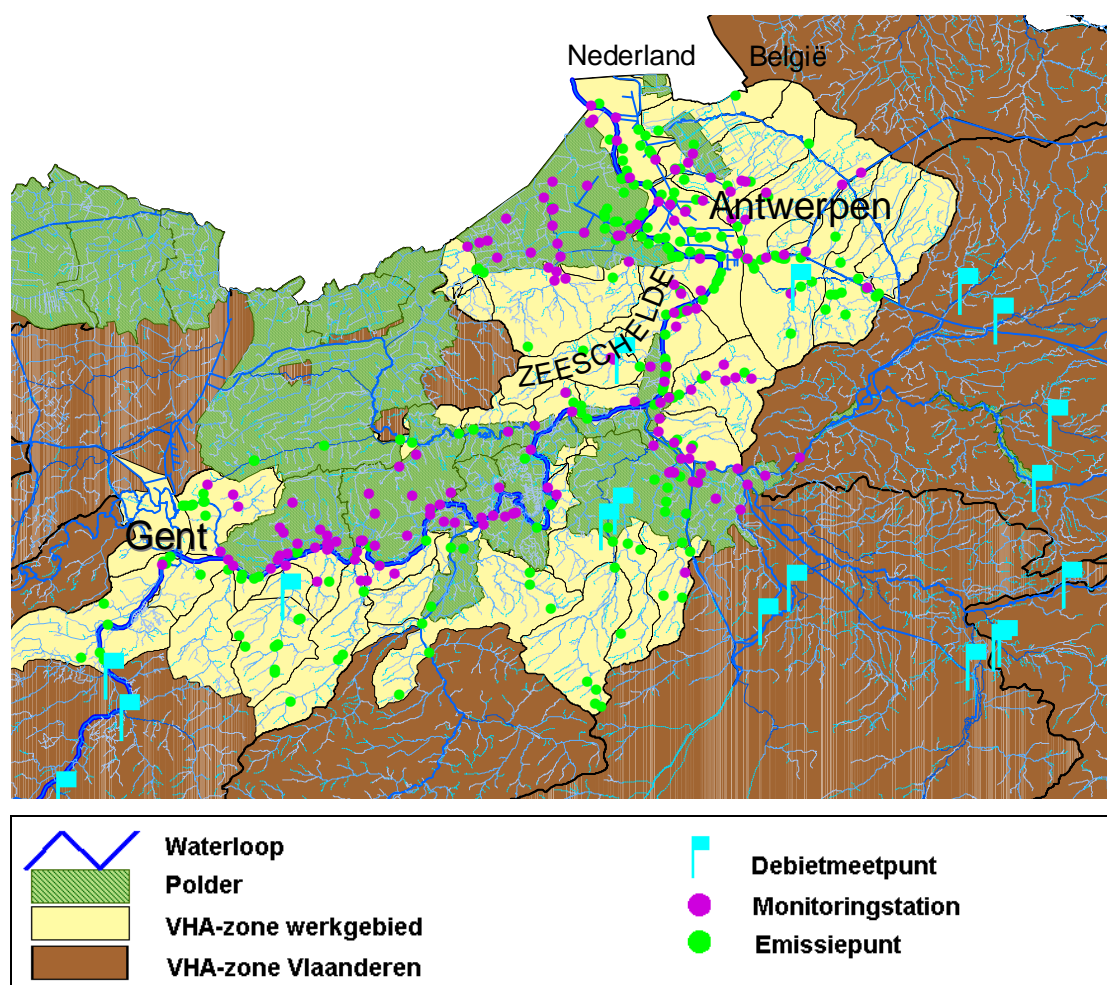 Nederland België
Antwerpen
ZEESCHELDE
Gent
Waterloop
Polder
VHA-zone werkgebied
VHA-zone Vlaanderen
Debietmeetpunt
Monitoringstation
Emissiepunt